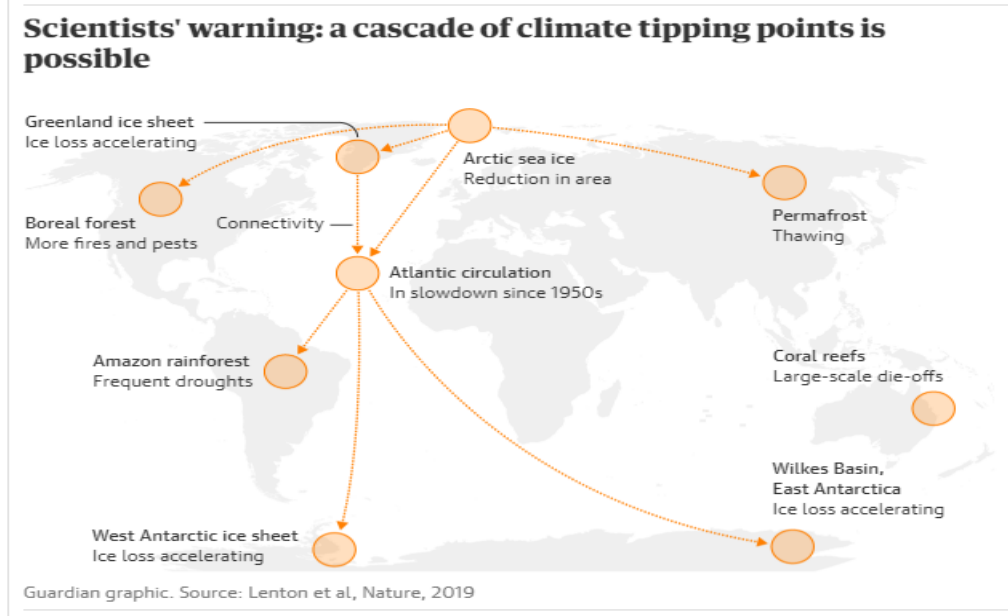 Scientists' warning: a cascade of climate tipping points is
possible
Greenland ice sheet
Ice loss accelerating
Arctic sea ice
Reduction in area
Boreal forest
More fires and pests
Connectivity
Permafrost
Thawing
Atlantic circulation
In slowdown since 1950s
Amazon rainforest
Frequent droughts
Coral reefs
Large-scale die-offs
Wilkes Basin,
East Antarctica
Ice loss accelerating
West Antarctic ice sheet
Ice loss accelerating
Guardian graphic. Source: Lenton et al, Nature, 2019